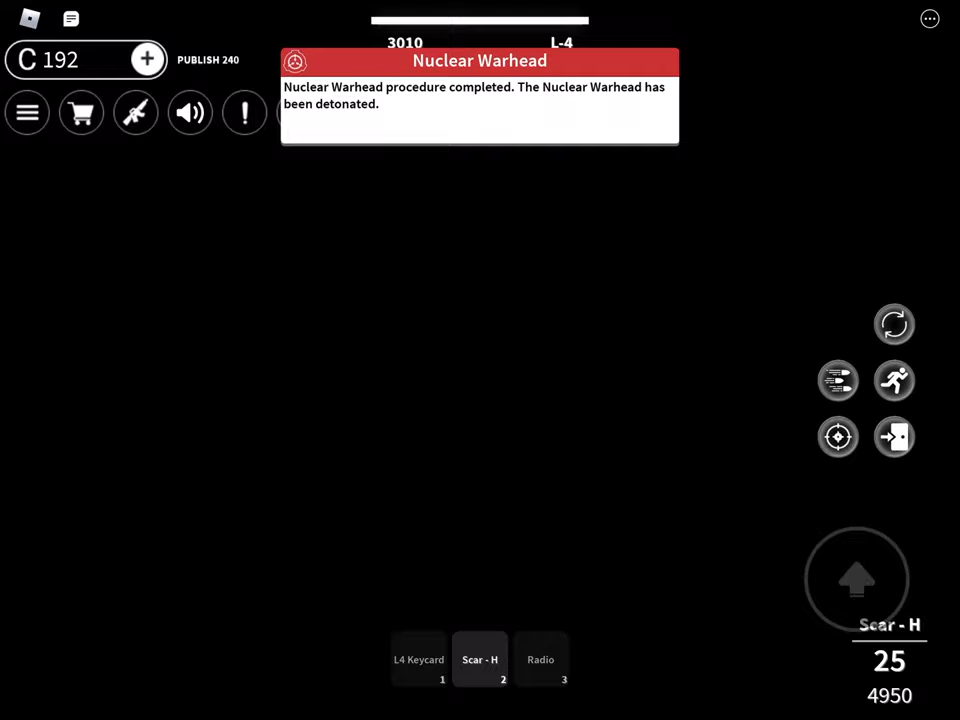 3010
L-4
C 192 +
PUBLISH 240
Nuclear Warhead
Nuclear Warhead procedure completed. The Nuclear Warhead has
been detonated.
!
Scar - H
25
4950
L4 Keycard
1
Scar - H
2
Radio
3